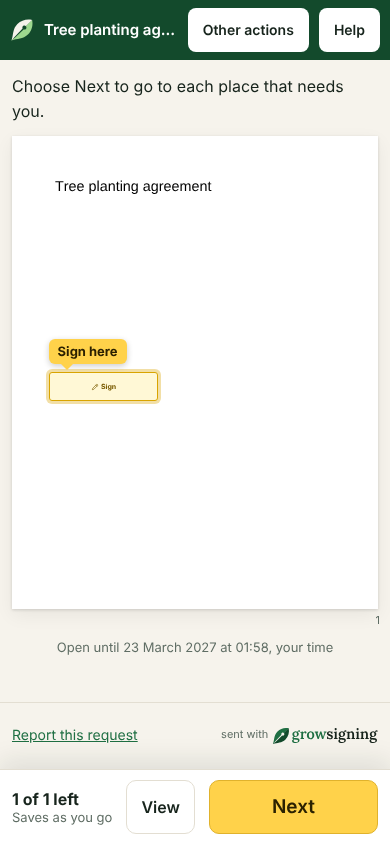 Tree planting ag...
Other actions
Help
Choose Next to go to each place that needs
you.
Tree planting agreement
Sign here
Sign
1
Open until 23 March 2027 at 01:58, your time
Report this request
sent with growsigning
1 of 1 left
Saves as you go
View
Next